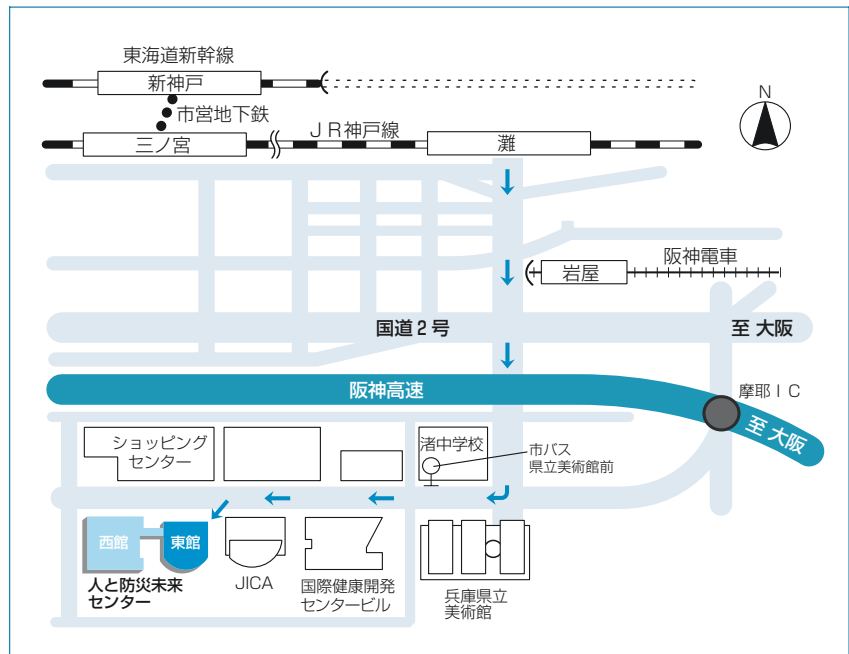 東海道新幹線
新神戸
市営地下鉄
N
三ノ宮
JR神戸線
灘
阪神電車
岩屋
国道2号
至 大阪
阪神高速
摩耶IC
至 大阪
ショッピング
センター
渚中学校
市バス
県立美術館前
西館
東館
人と防災未来
センター
JICA
国際健康開発
センタービル
兵庫県立
美術館